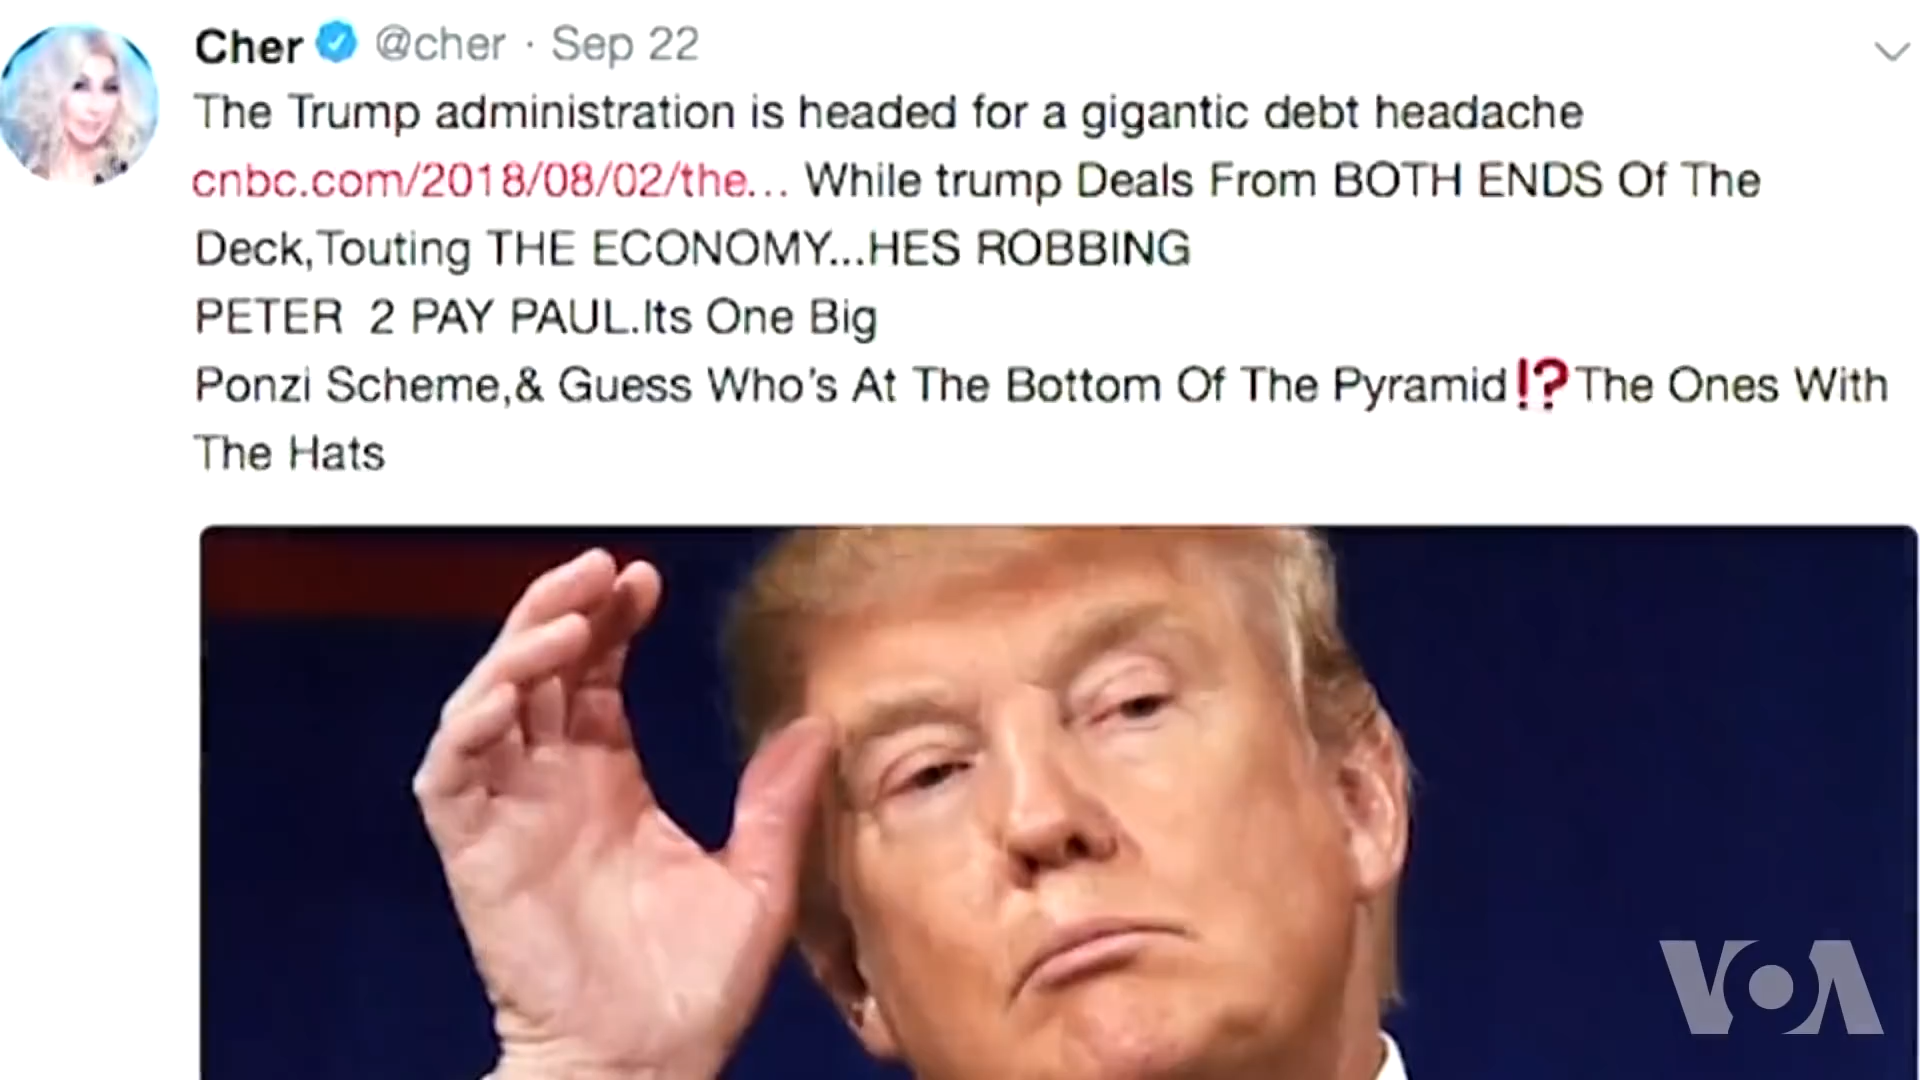 Cher @cher · Sep 22
The Trump administration is headed for a gigantic debt headache
cnbc.com/2018/08/02/the... While trump Deals From BOTH ENDS Of The
Deck,Touting THE ECONOMY...HES ROBBING
PETER  2 PAY PAUL.Its One Big
Ponzi Scheme,& Guess Who's At The Bottom Of The Pyramid⁉️The Ones With
The Hats
VOA